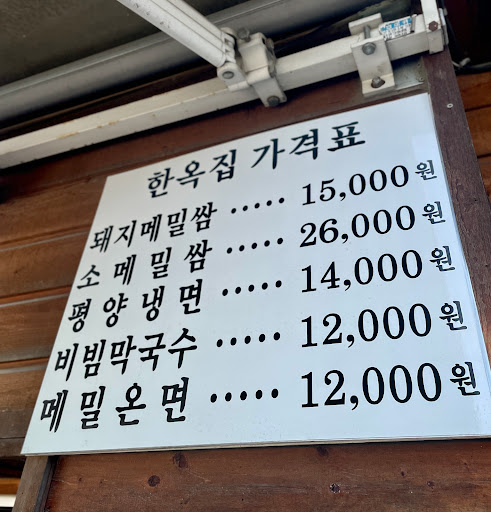 한옥집 가격표
돼지메밀쌈 ····· 15,000원
소메밀쌈 ····· 26,000원
평양냉면 ····· 14,000원
비빔막국수 ····· 12,000원
메밀온면 ····· 12,000원